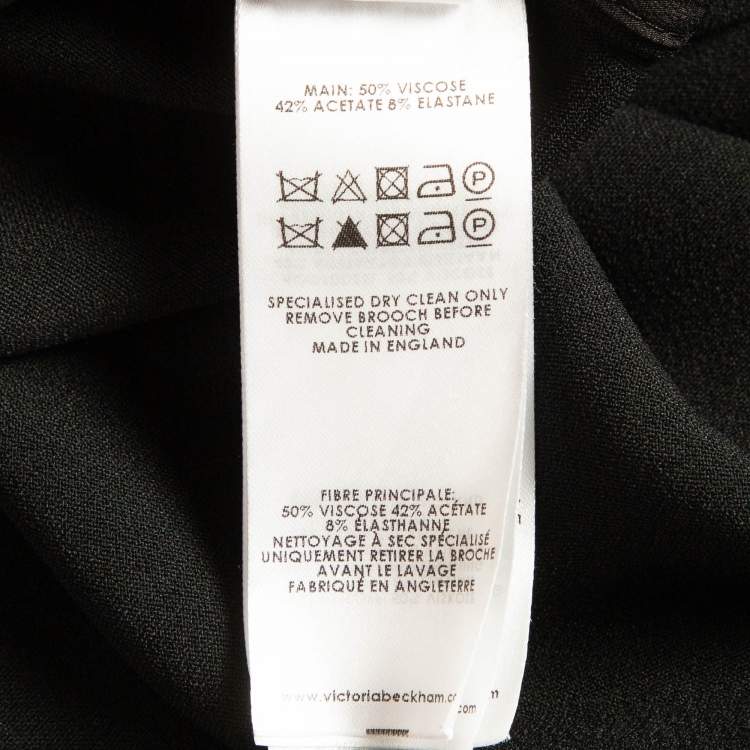 MAIN: 50% VISCOSE
42% ACETATE 8% ELASTANE
P
P
SPECIALISED DRY CLEAN ONLY
REMOVE BROOCH BEFORE
CLEANING
MADE IN ENGLAND
FIBRE PRINCIPALE:
50% VISCOSE 42% ACÉTATE
8% ÉLASTHANNE
NETTOYAGE À SEC SPÉCIALISÉ
UNIQUEMENT RETIRER LA BROCHE
AVANT LE LAVAGE
FABRIQUÉ EN ANGLETERRE
www.victoriabeckham.co
.com